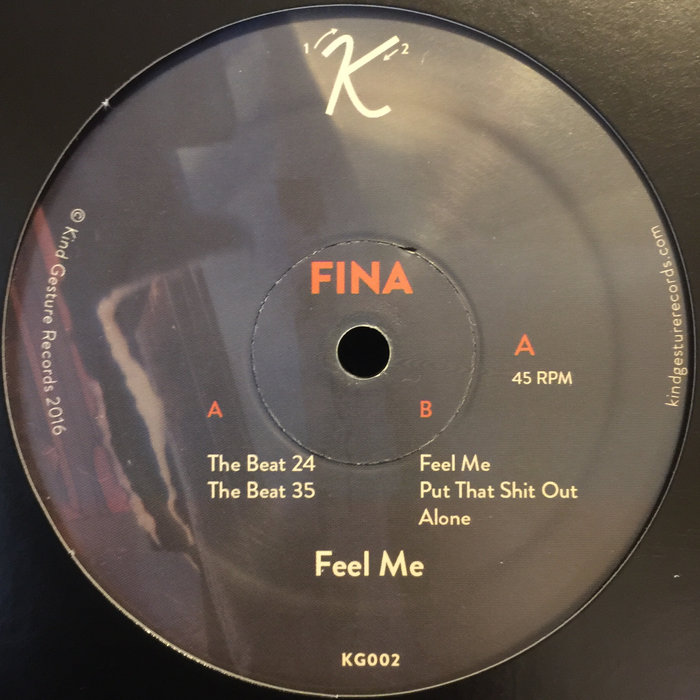 1 K 2
FINA
A
45 RPM
A
The Beat 24
The Beat 35
B
Feel Me
Put That Shit Out
Alone
Feel Me
KG002
© Kind Gesture Records 2016
kindgesturerecords.com